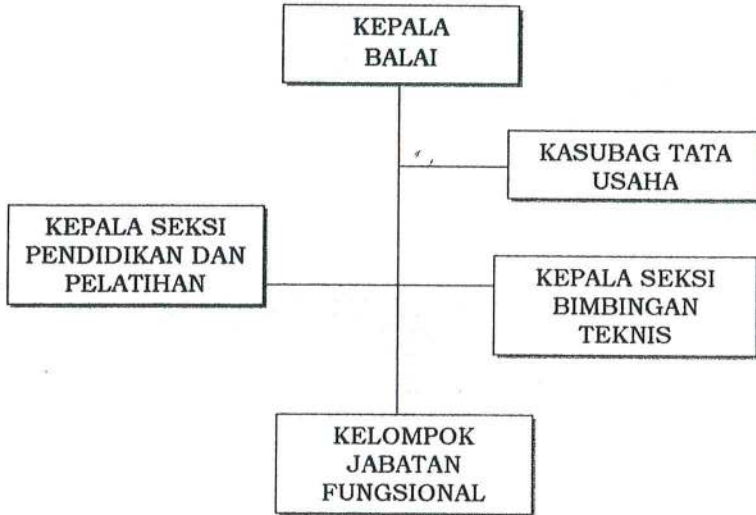 KEPALA
BALAI
KASUBAG TATA
USAHA
KEPALA SEKSI
PENDIDIKAN DAN
PELATIHAN
KEPALA SEKSI
BIMBINGAN
TEKNIS
KELOMPOK
JABATAN
FUNGSIONAL